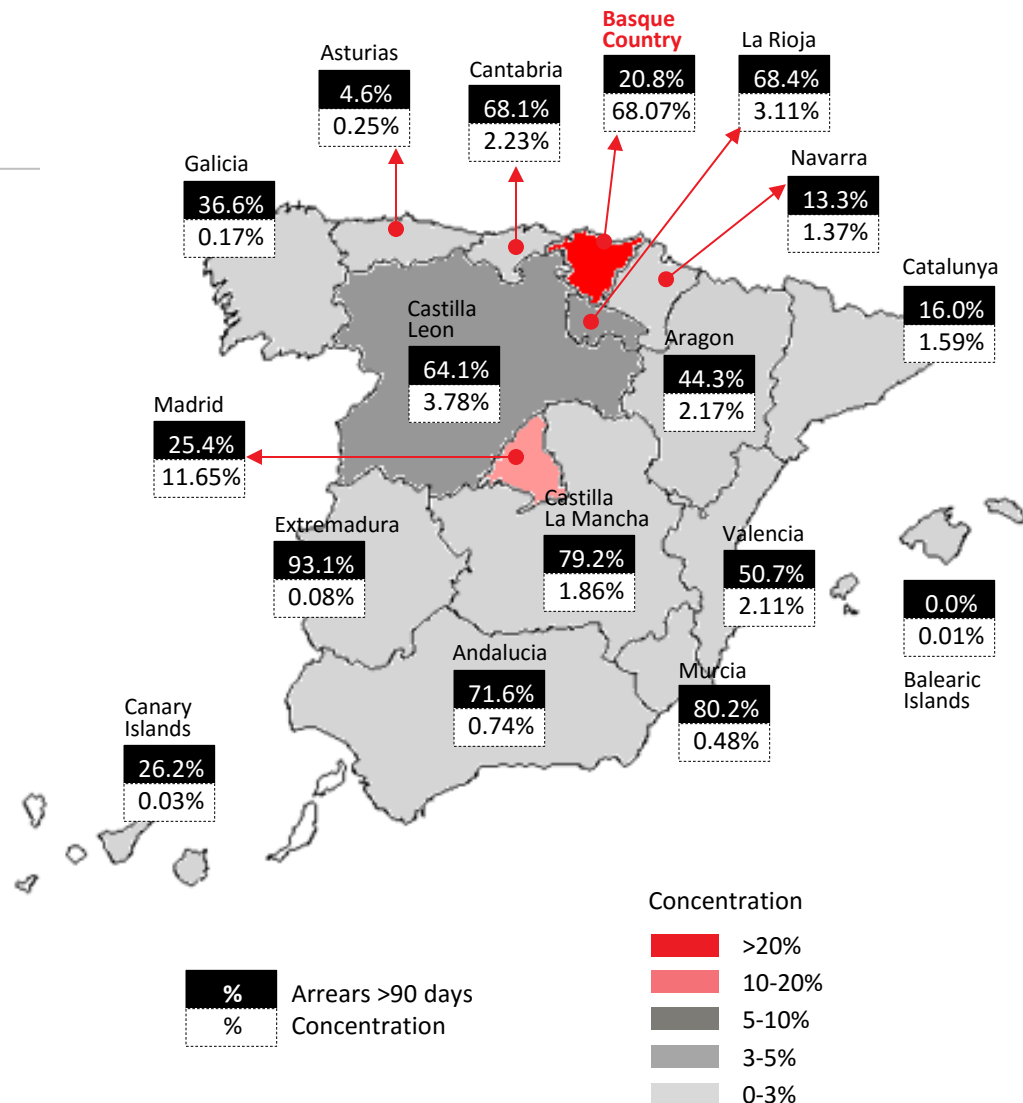 Basque
Country
20.8%
68.07%
La Rioja
68.4%
3.11%
Asturias
4.6%
0.25%
Cantabria
68.1%
2.23%
Navarra
13.3%
1.37%
Galicia
36.6%
0.17%
Catalunya
16.0%
1.59%
Castilla
Leon
64.1%
3.78%
Aragon
44.3%
2.17%
Madrid
25.4%
11.65%
Castilla
La Mancha
79.2%
1.86%
Extremadura
93.1%
0.08%
Valencia
50.7%
2.11%
0.0%
0.01%
Balearic
Islands
Andalucia
71.6%
0.74%
Murcia
80.2%
0.48%
Canary
Islands
26.2%
0.03%
Concentration
>20%
10-20%
5-10%
3-5%
0-3%
% Arrears >90 days
% Concentration